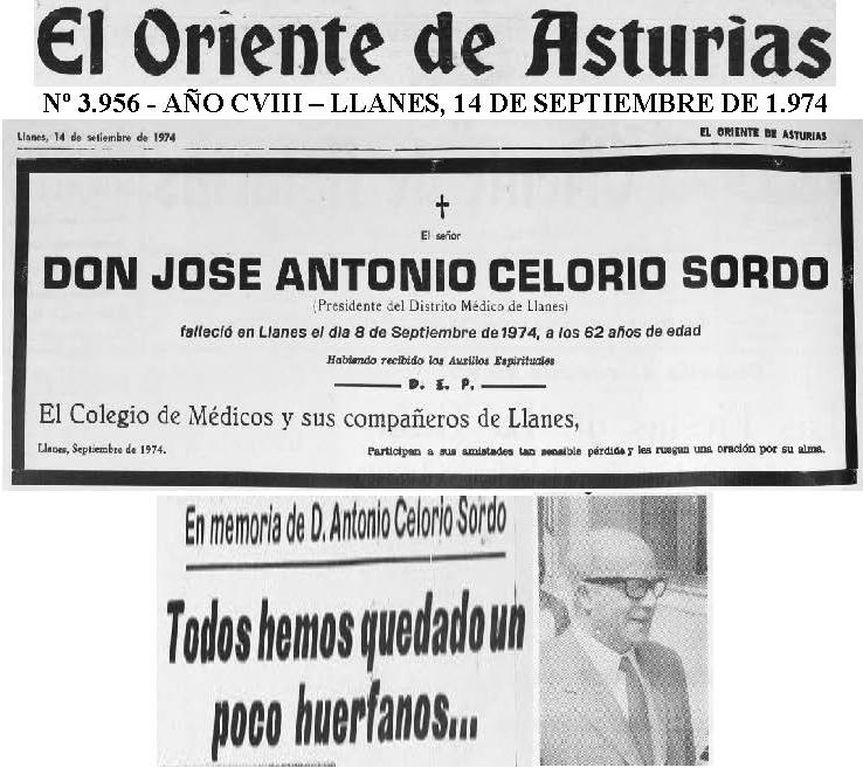 El Oriente de Asturias
Nº 3.956 - AÑO CVIII – LLANES, 14 DE SEPTIEMBRE DE 1.974
Llanes, 14 de setiembre de 1974
EL ORIENTE DE ASTURIAS
El señor
DON JOSE ANTONIO CELORIO SORDO
(Presidente del Distrito Médico de Llanes)
falleció en Llanes el día 8 de Septiembre de 1974, a los 62 años de edad
Habiendo recibido los Auxilios Espirituales
D. E. P.
El Colegio de Médicos y sus compañeros de Llanes,
Llanes, Septiembre de 1974.
Participan a sus amistades tan sensible pérdida y les ruegan una oración por su alma.
En memoria de D. Antonio Celorio Sordo
Todos hemos quedado un
poco huerfanos...